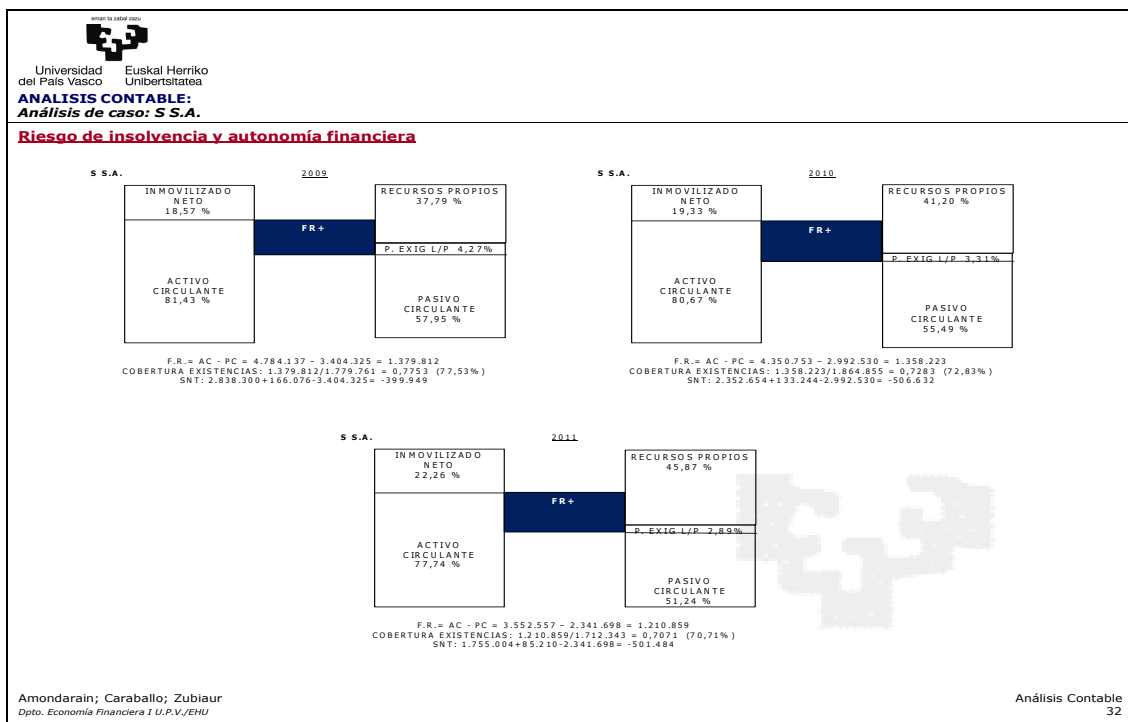 eman ta zabal zazu
Universidad Euskal Herriko
del País Vasco Unibertsitatea
ANALISIS CONTABLE:
Análisis de caso: S S.A.
Riesgo de insolvencia y autonomía financiera
S S.A. 2009
INMOVILIZADO
NETO
18,57 %
ACTIVO
CIRCULANTE
81,43 %
FR+
RECURSOS PROPIOS
37,79 %
P. EXIG L/P 4,27%
PASIVO
CIRCULANTE
57,95 %
F.R.= AC - PC = 4.784.137 – 3.404.325 = 1.379.812
COBERTURA EXISTENCIAS: 1.379.812/1.779.761 = 0,7753 (77,53%)
SNT: 2.838.300+166.076-3.404.325= -399.949
S S.A. 2010
INMOVILIZADO
NETO
19,33 %
ACTIVO
CIRCULANTE
80,67 %
FR+
RECURSOS PROPIOS
41,20 %
P. EXIG L/P 3,31%
PASIVO
CIRCULANTE
55,49 %
F.R.= AC - PC = 4.350.753 – 2.992.530 = 1.358.223
COBERTURA EXISTENCIAS: 1.358.223/1.864.855 = 0,7283 (72,83%)
SNT: 2.352.654+133.244-2.992.530= -506.632
S S.A. 2011
INMOVILIZADO
NETO
22,26 %
ACTIVO
CIRCULANTE
77,74 %
FR+
RECURSOS PROPIOS
45,87 %
P. EXIG L/P 2,89%
PASIVO
CIRCULANTE
51,24 %
F.R.= AC - PC = 3.552.557 – 2.341.698 = 1.210.859
COBERTURA EXISTENCIAS: 1.210.859/1.712.343 = 0,7071 (70,71%)
SNT: 1.755.004+85.210-2.341.698= -501.484
Amondarain; Caraballo; Zubiaur
Dpto. Economía Financiera I U.P.V./EHU
Análisis Contable
32